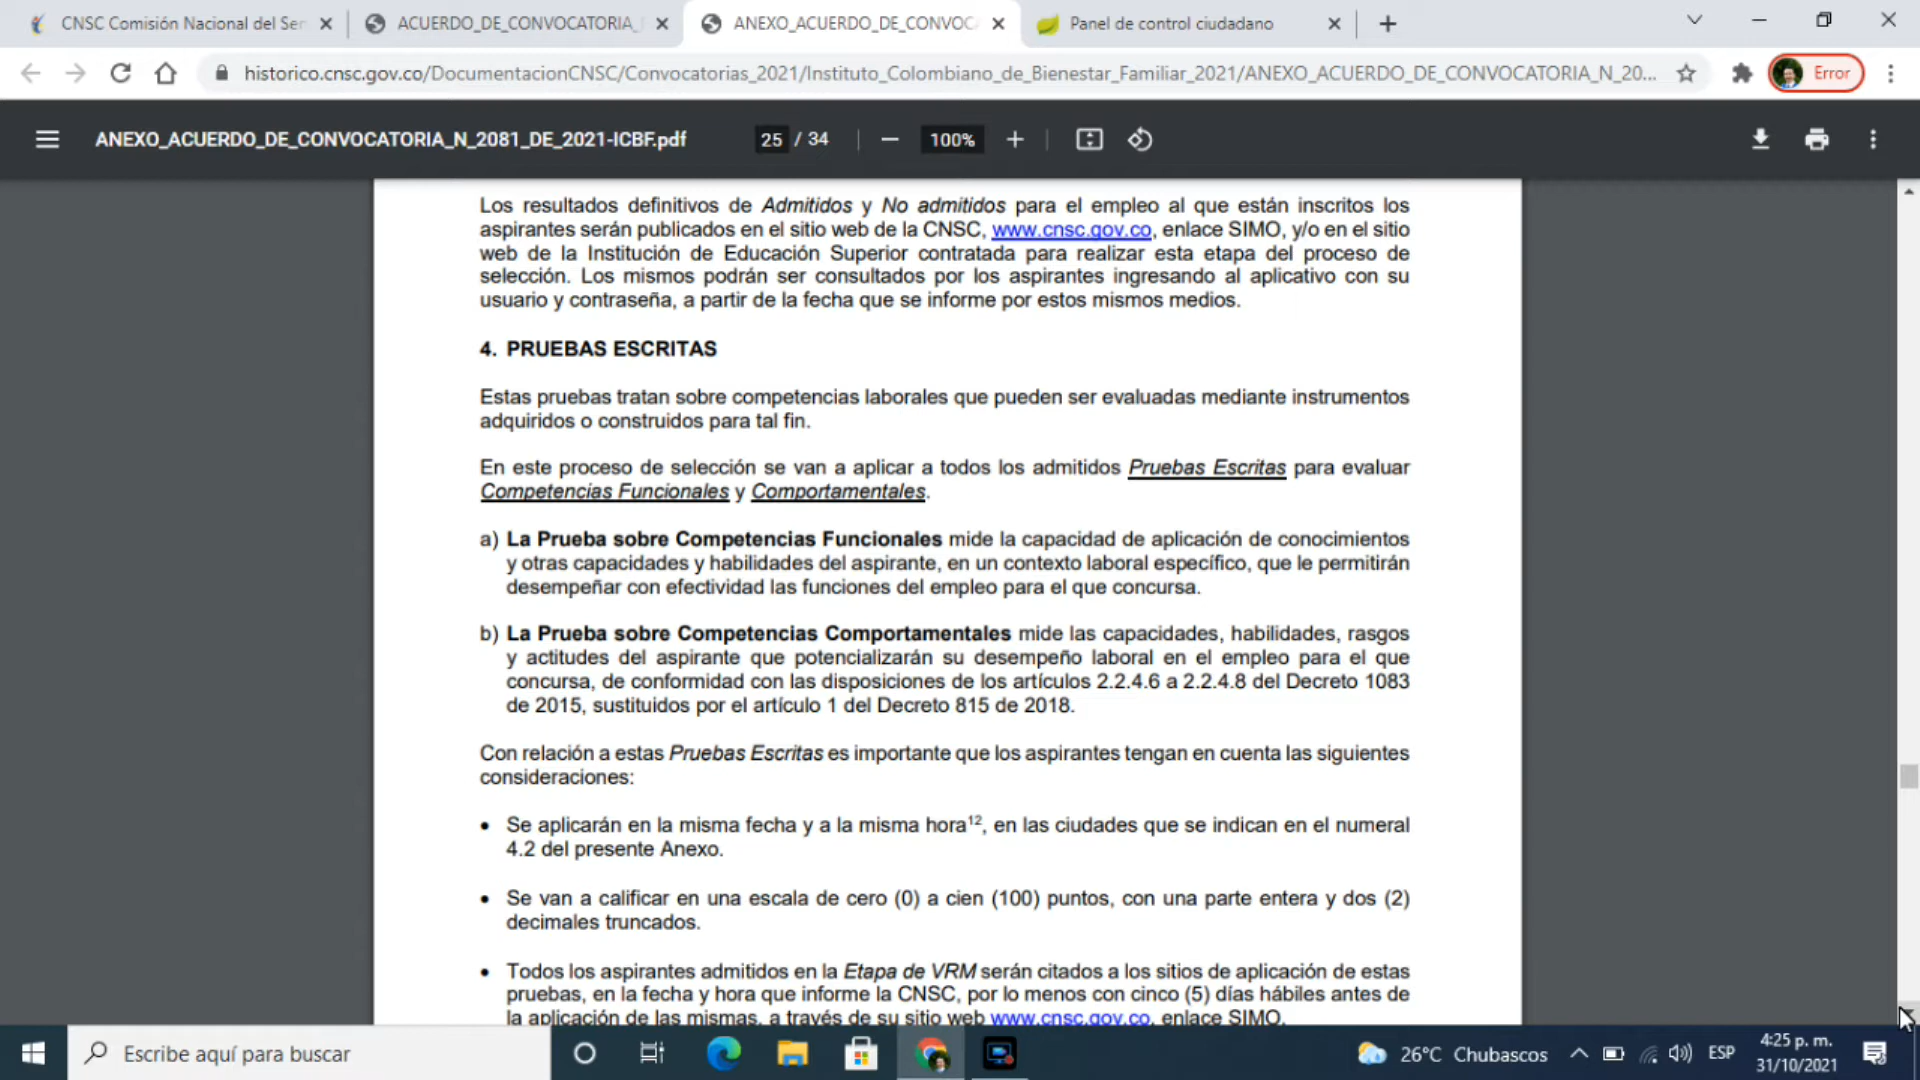 CNSC Comisión Nacional del Ser
ACUERDO_DE_CONVOCATORIA_
ANEXO_ACUERDO_DE_CONVOC
Panel de control ciudadano
historico.cnsc.gov.co/DocumentacionCNSC/Convocatorias_2021/Instituto_Colombiano_de_Bienestar_Familiar_2021/ANEXO_ACUERDO_DE_CONVOCATORIA_N_20...
Error
ANEXO_ACUERDO_DE_CONVOCATORIA_N_2081_DE_2021-ICBF.pdf
25 / 34
100%
Los resultados definitivos de Admitidos y No admitidos para el empleo al que están inscritos los
aspirantes serán publicados en el sitio web de la CNSC, www.cnsc.gov.co, enlace SIMO, y/o en el sitio
web de la Institución de Educación Superior contratada para realizar esta etapa del proceso de
selección. Los mismos podrán ser consultados por los aspirantes ingresando al aplicativo con su
usuario y contraseña, a partir de la fecha que se informe por estos mismos medios.
4. PRUEBAS ESCRITAS
Estas pruebas tratan sobre competencias laborales que pueden ser evaluadas mediante instrumentos
adquiridos o construidos para tal fin.
En este proceso de selección se van a aplicar a todos los admitidos Pruebas Escritas para evaluar
Competencias Funcionales y Comportamentales.
a) La Prueba sobre Competencias Funcionales mide la capacidad de aplicación de conocimientos
y otras capacidades y habilidades del aspirante, en un contexto laboral específico, que le permitirán
desempeñar con efectividad las funciones del empleo para el que concursa.
b) La Prueba sobre Competencias Comportamentales mide las capacidades, habilidades, rasgos
y actitudes del aspirante que potencializarán su desempeño laboral en el empleo para el que
concursa, de conformidad con las disposiciones de los artículos 2.2.4.6 a 2.2.4.8 del Decreto 1083
de 2015, sustituidos por el artículo 1 del Decreto 815 de 2018.
Con relación a estas Pruebas Escritas es importante que los aspirantes tengan en cuenta las siguientes
consideraciones:
• Se aplicarán en la misma fecha y a la misma hora¹², en las ciudades que se indican en el numeral
4.2 del presente Anexo.
• Se van a calificar en una escala de cero (0) a cien (100) puntos, con una parte entera y dos (2)
decimales truncados.
• Todos los aspirantes admitidos en la Etapa de VRM serán citados a los sitios de aplicación de estas
pruebas, en la fecha y hora que informe la CNSC, por lo menos con cinco (5) días hábiles antes de
la aplicación de las mismas, a través de su sitio web www.cnsc.gov.co, enlace SIMO.
Escribe aquí para buscar
26°C Chubascos
ESP
4:25 p. m.
31/10/2021